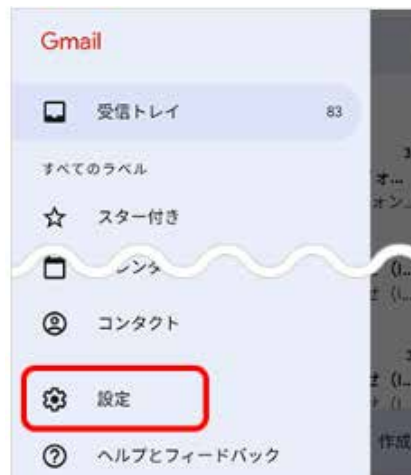 Gmail
受信トレイ 83
すべてのラベル
スター付き
コンタクト
設定
ヘルプとフィードバック
作成